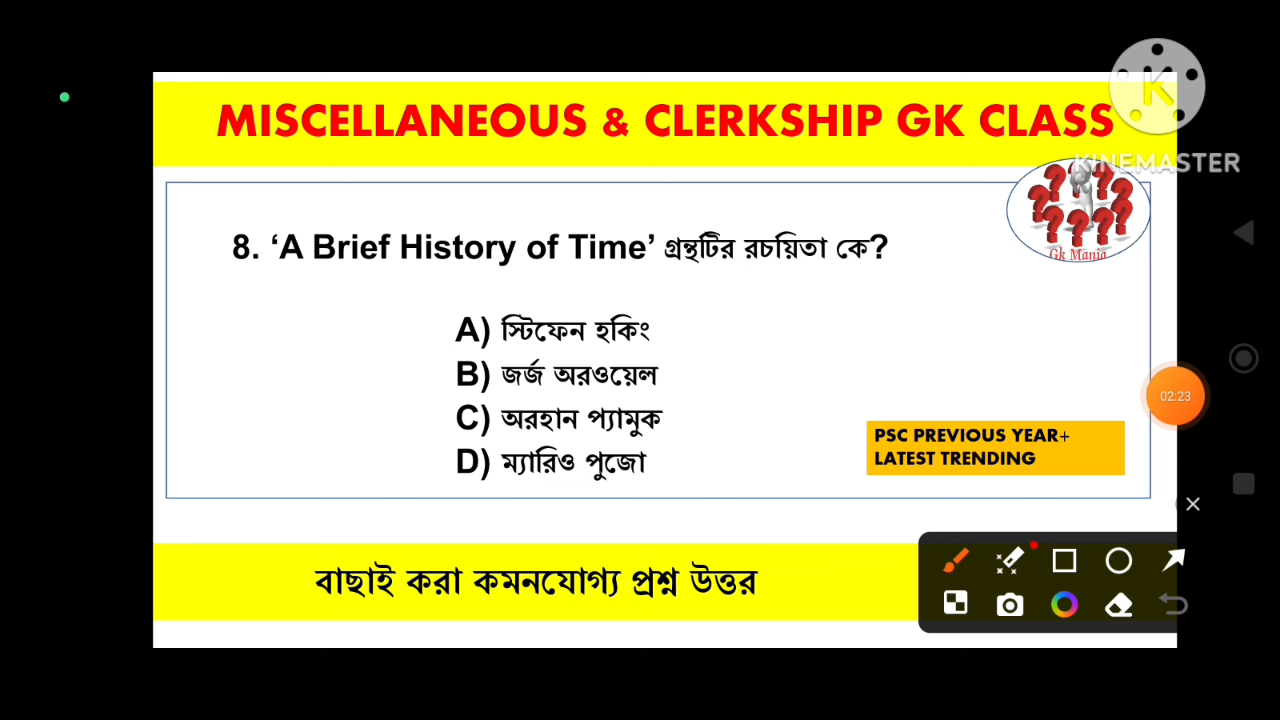 MISCELLANEOUS & CLERKSHIP GK CLASS
KINEMASTER
Gk Mania
8. ‘A Brief History of Time’ গ্রন্থটির রচয়িতা কে?
A) স্টিফেন হকিং
B) জর্জ অরওয়েল
C) অরহান প্যামুক
D) ম্যারিও পুজো
02:23
PSC PREVIOUS YEAR+
LATEST TRENDING
বাছাই করা কমনযোগ্য প্রশ্ন উত্তর